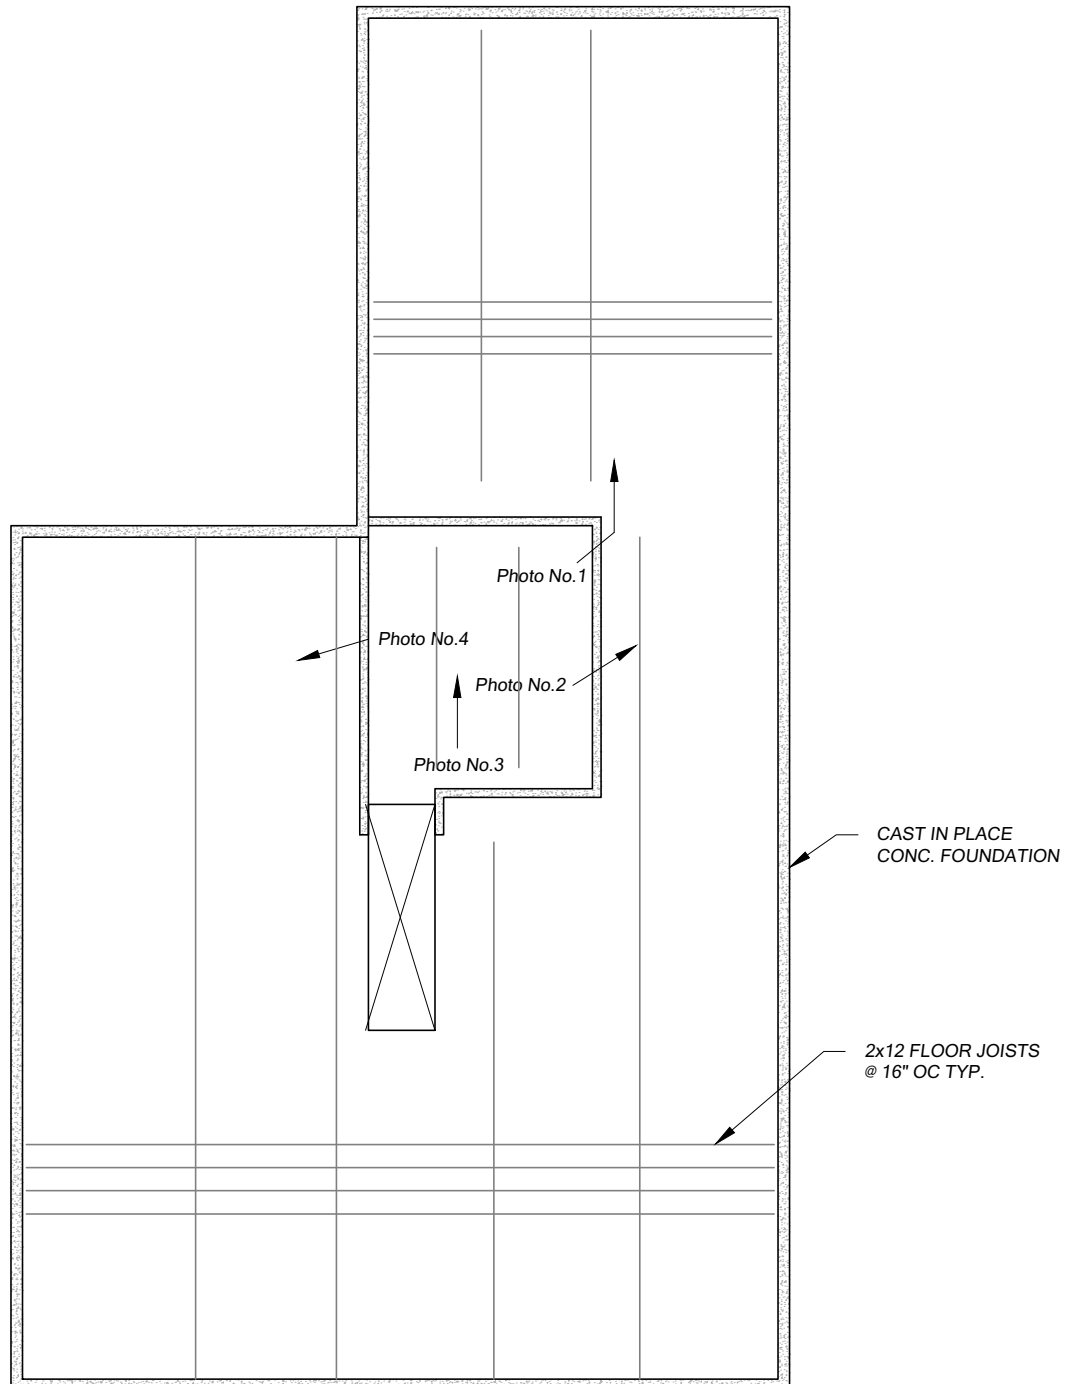 Photo No.1
Photo No.4
Photo No.2
Photo No.3
CAST IN PLACE
CONC. FOUNDATION
2x12 FLOOR JOISTS
@ 16" OC TYP.